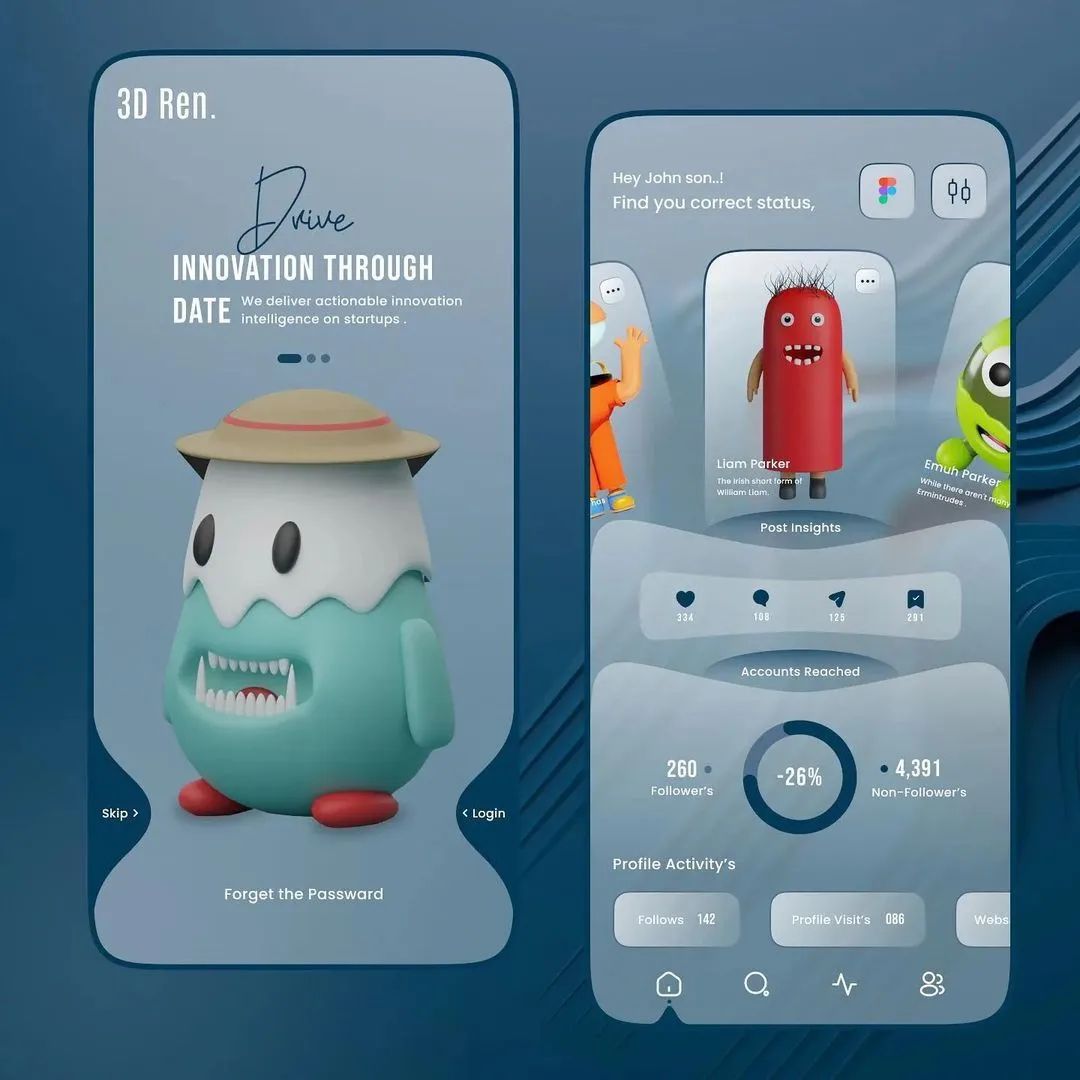 3D Ren.
Drive
INNOVATION THROUGH
DATE
We deliver actionable innovation
intelligence on startups .
Skip
Login
Forget the Passward
Hey John son..!
Find you correct status,
has
Liam Parker
The Irish short form of
William Liam.
Emuh Parker
While there aren't many
Ermintrudes .
Post Insights
334
108
125
291
Accounts Reached
260
Follower's
-26%
4,391
Non-Follower's
Profile Activity's
Follows 142
Profile Visit's 086
Webs